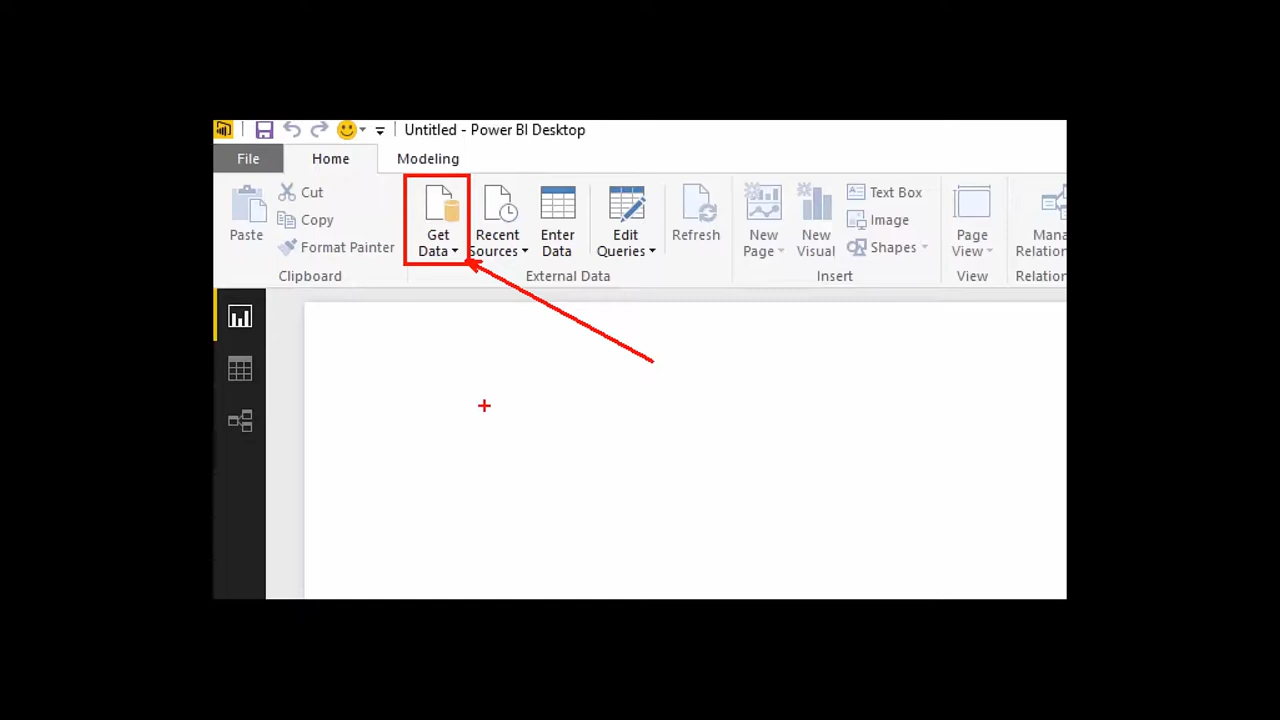 Untitled - Power BI Desktop
File Home Modeling
Paste
Cut
Copy
Format Painter
Clipboard
Get
Data
Recent
Sources
Enter
Data
Edit
Queries
Refresh
External Data
New
Page
New
Visual
Text Box
Image
Shapes
Insert
Page
View
View
Mana
Relation
Relation